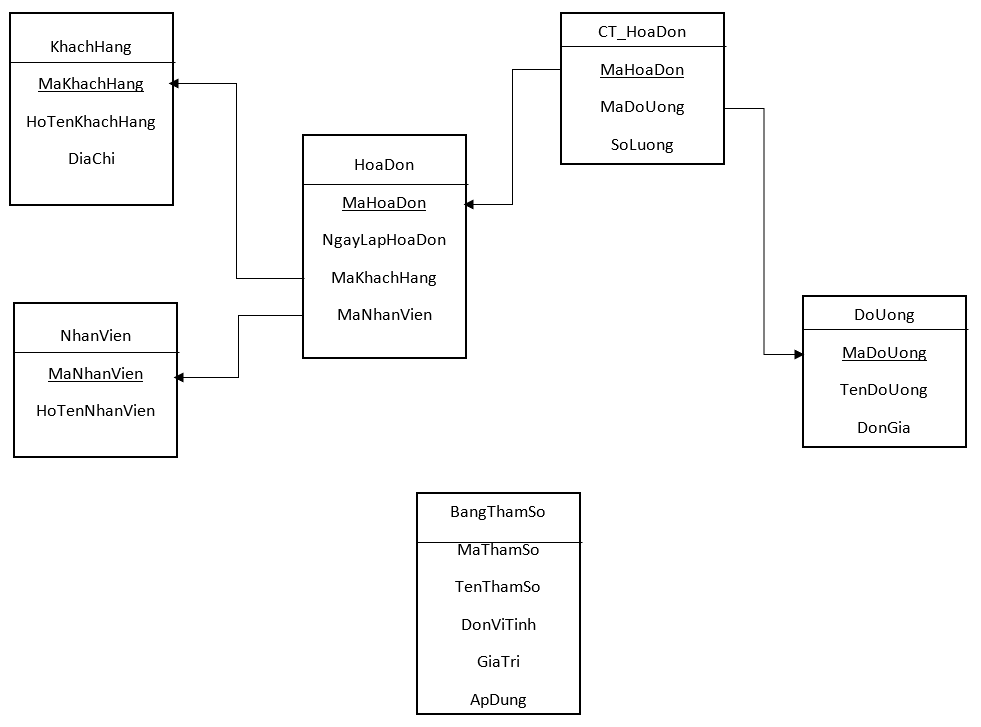 KhachHang
MaKhachHang
HoTenKhachHang
DiaChi
CT_HoaDon
MaHoaDon
MaDoUong
SoLuong
HoaDon
MaHoaDon
NgayLapHoaDon
MaKhachHang
MaNhanVien
NhanVien
MaNhanVien
HoTenNhanVien
DoUong
MaDoUong
TenDoUong
DonGia
BangThamSo
MaThamSo
TenThamSo
DonViTinh
GiaTri
ApDung